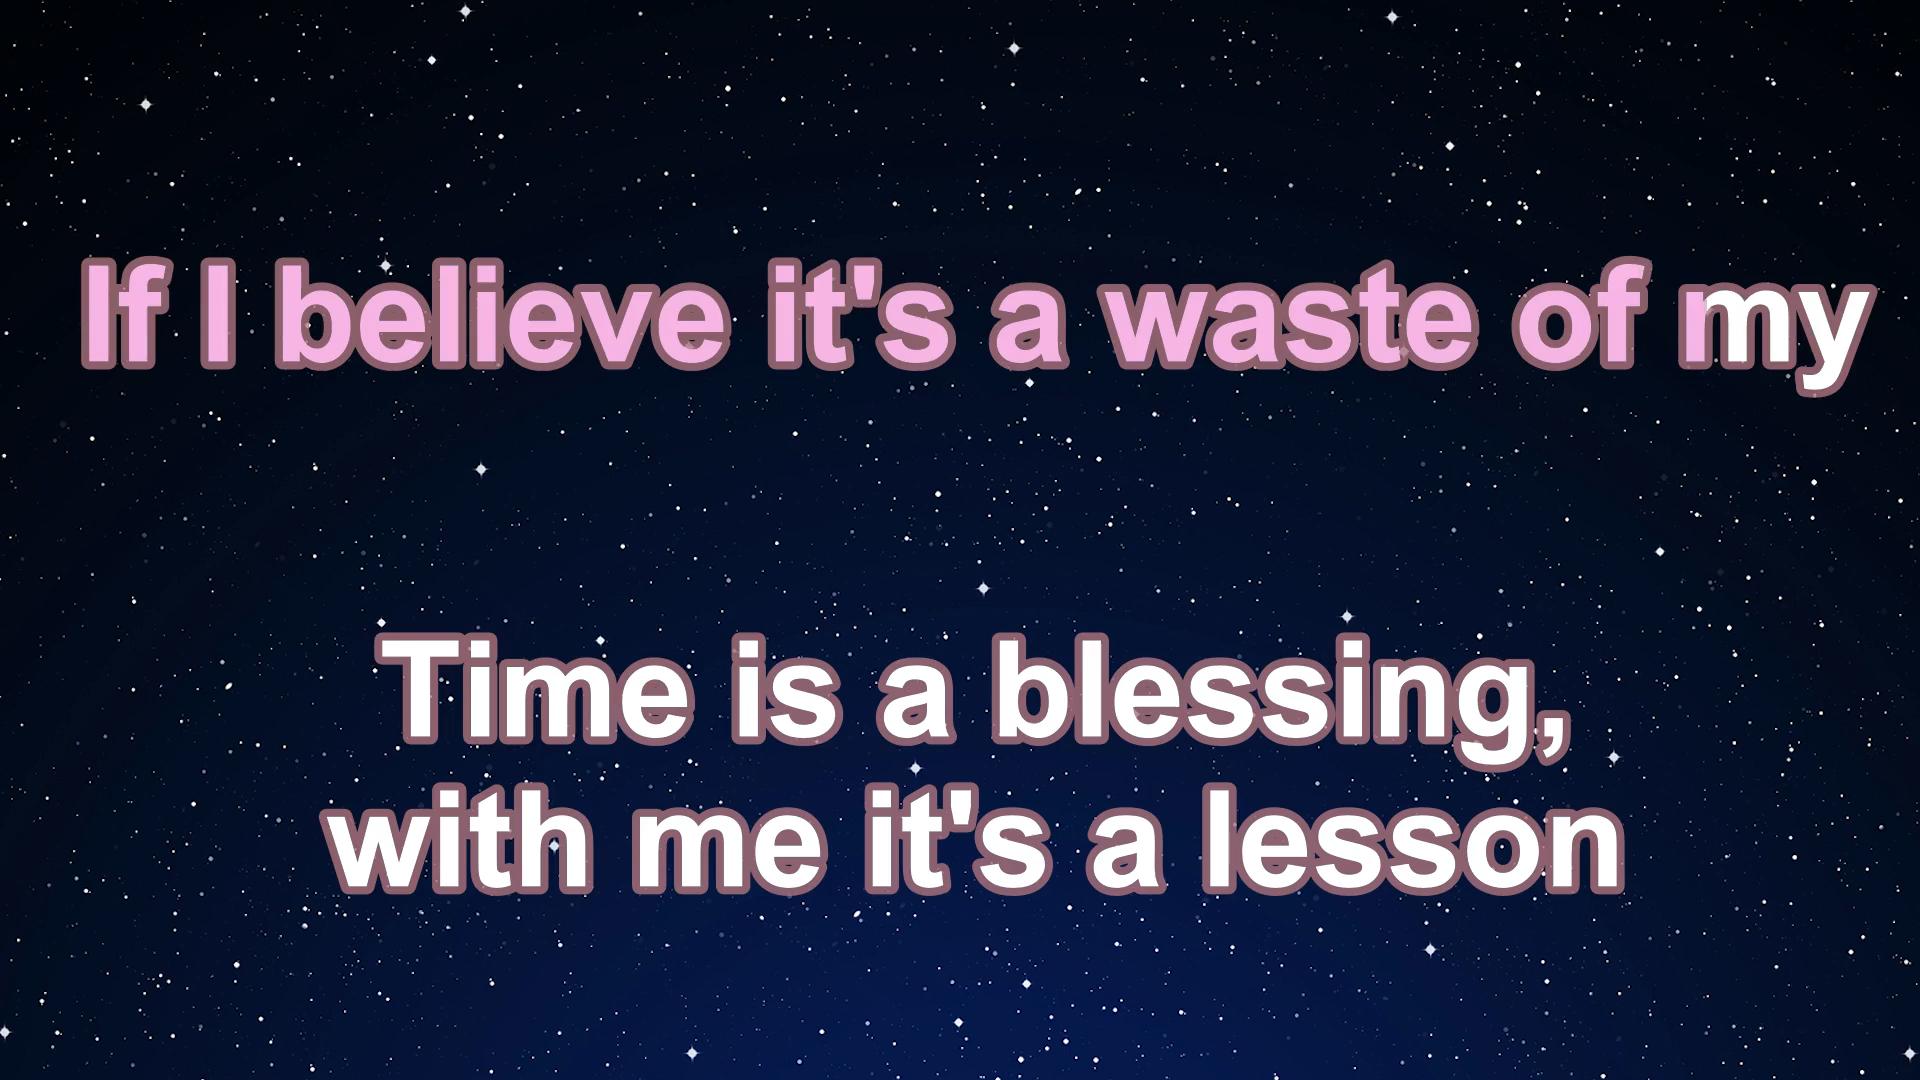 If I believe it's a waste of my
Time is a blessing,
with me it's a lesson